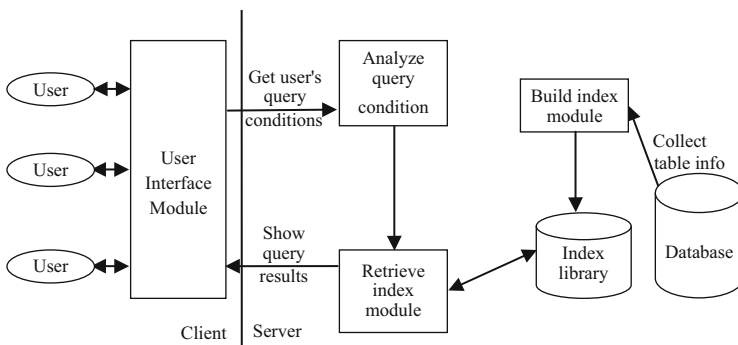 User
User
User
User
Interface
Module
Get user's
query
conditions
Analyze
query
condition
Show
query
results
Retrieve
index
module
Build index
module
Collect
table info
Index
library
Database
Client
Server